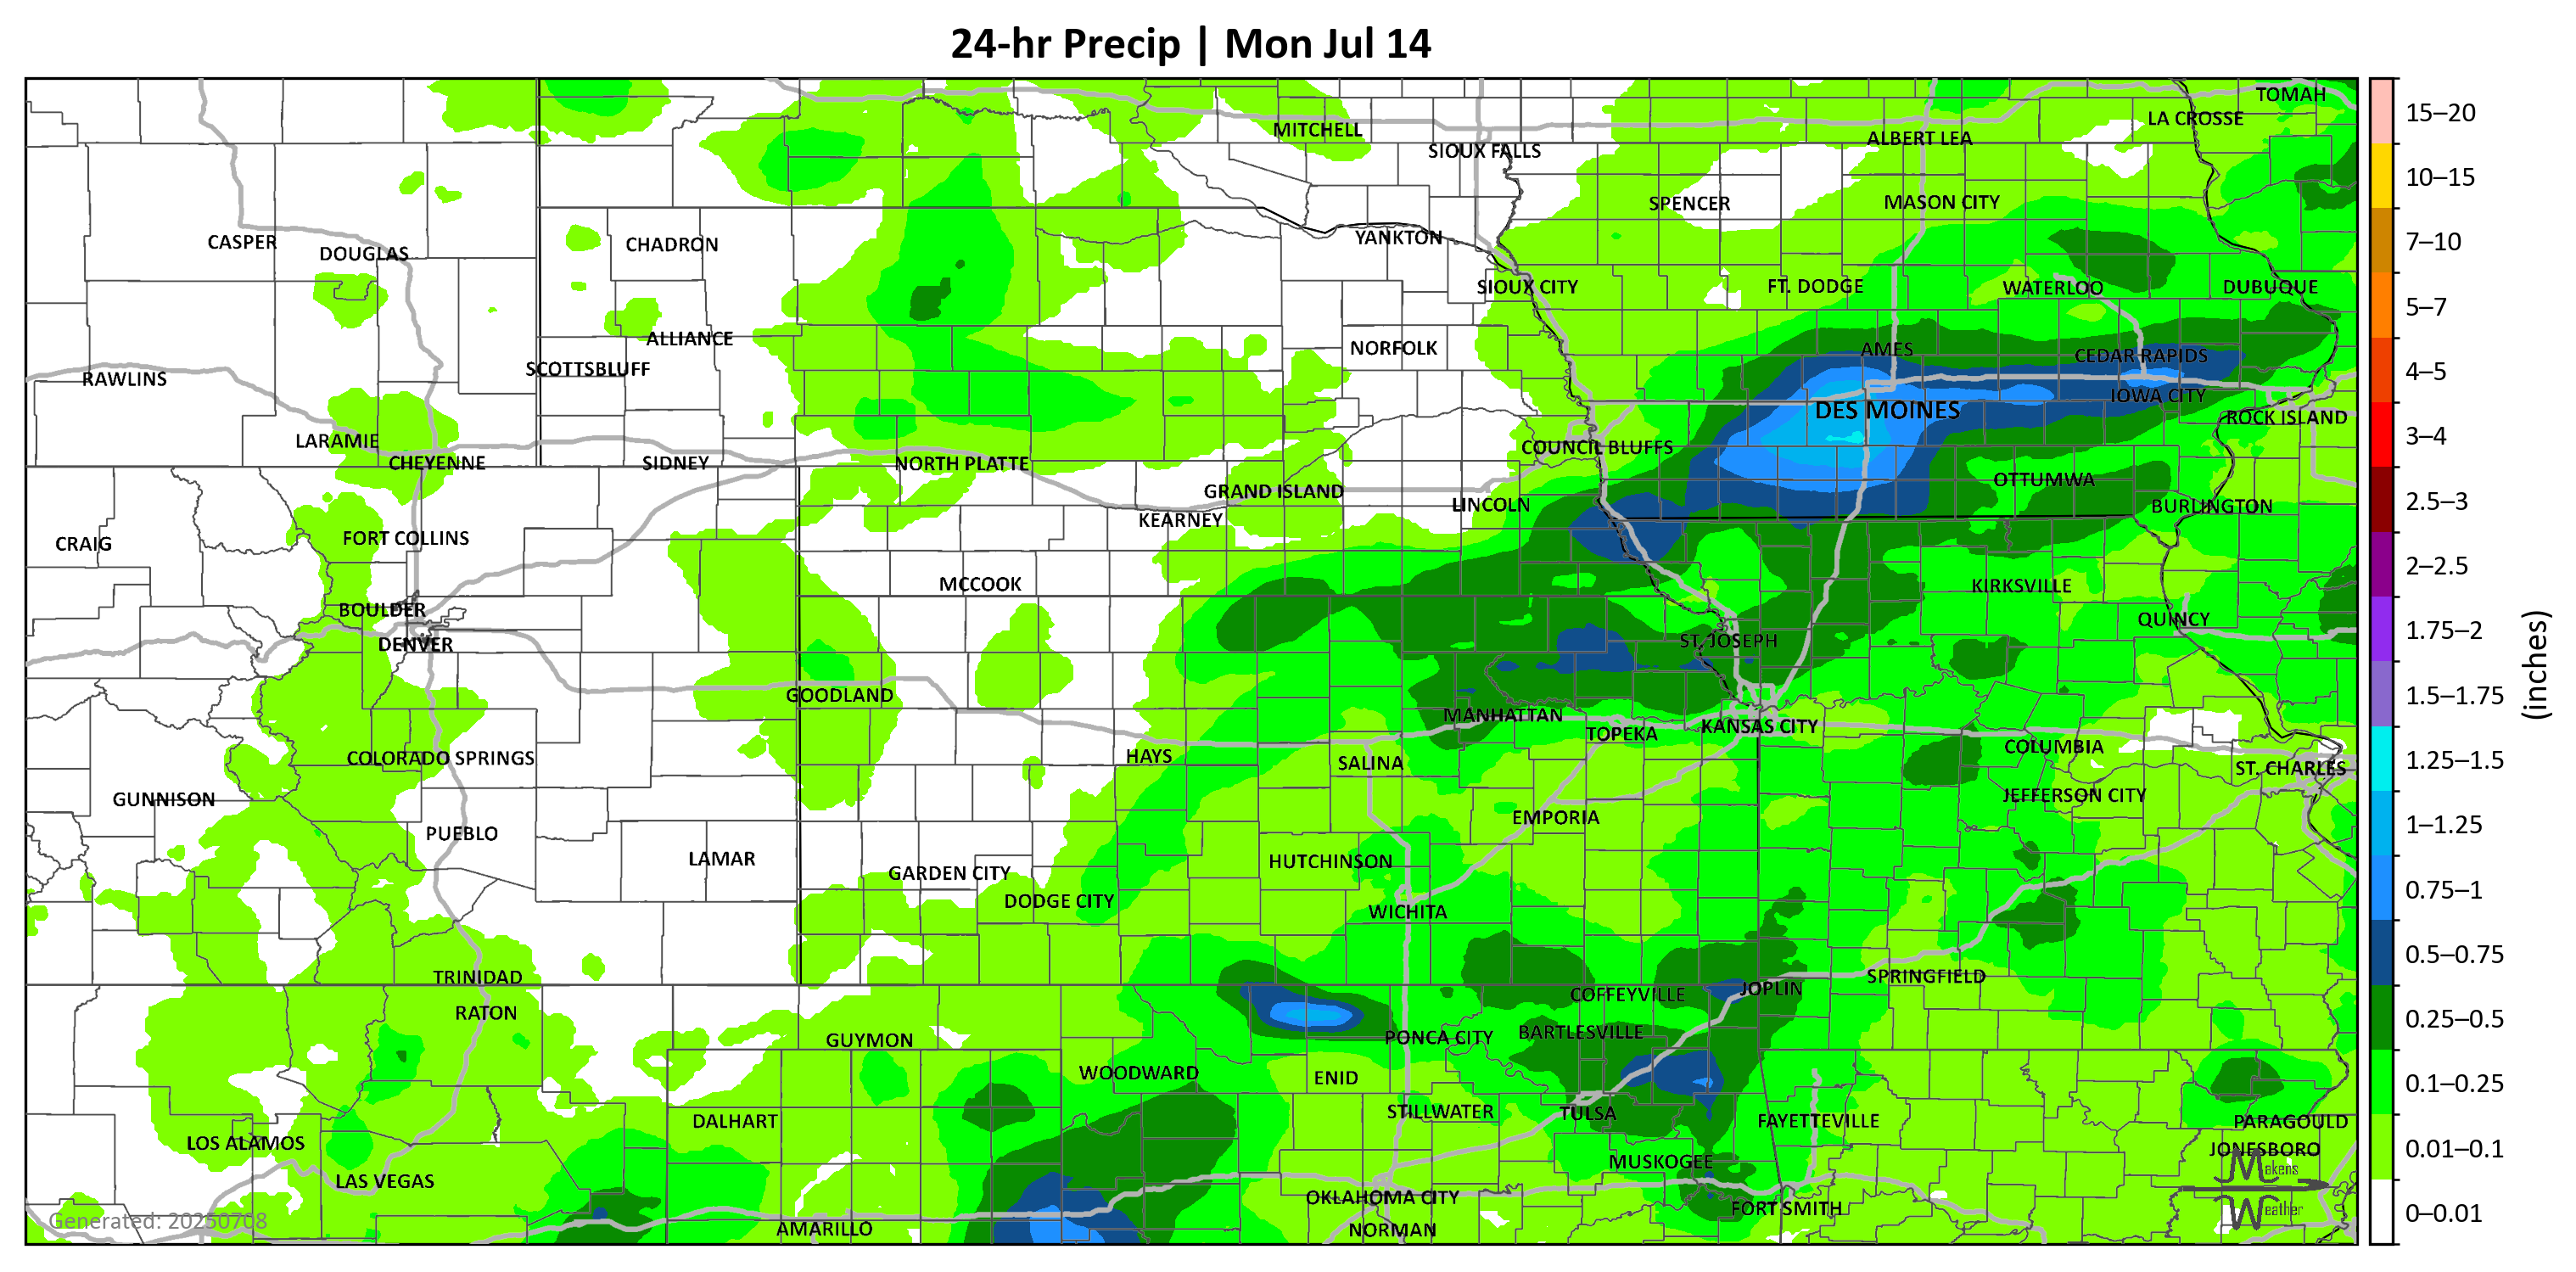 24-hr Precip | Mon Jul 14
TOMAH
LA CROSSE
MITCHELL
ALBERT LEA
SIOUX FALLS
SPENCER
MASON CITY
CASPER
DOUGLAS
CHADRON
YANKTON
SIOUX CITY
FT. DODGE
WATERLOO
DUBUQUE
ALLIANCE
NORFOLK
AMES
CEDAR RAPIDS
SCOTTSBLUFF
RAWLINS
IOWA CITY
DES MOINES
ROCK ISLAND
LARAMIE
COUNCIL BLUFFS
CHEYENNE
SIDNEY
NORTH PLATTE
OTTUMWA
GRAND ISLAND
LINCOLN
BURLINGTON
KEARNEY
FORT COLLINS
CRAIG
MCCOOK
KIRKSVILLE
BOULDER
QUINCY
DENVER
ST. JOSEPH
GOODLAND
MANHATTAN
KANSAS CITY
TOPEKA
COLUMBIA
HAYS
COLORADO SPRINGS
SALINA
ST. CHARLES
GUNNISON
JEFFERSON CITY
EMPORIA
PUEBLO
LAMAR
HUTCHINSON
GARDEN CITY
DODGE CITY
WICHITA
TRINIDAD
SPRINGFIELD
JOPLIN
COFFEYVILLE
RATON
BARTLESVILLE
GUYMON
PONCA CITY
WOODWARD
ENID
STILLWATER
TULSA
DALHART
FAYETTEVILLE
PARAGOULD
LOS ALAMOS
JONESBORO
MUSKOGEE
LAS VEGAS
OKLAHOMA CITY
FORT SMITH
AMARILLO
NORMAN
Generated: 20250708
Makens
Weather
15–20
10–15
7–10
5–7
4–5
3–4
2.5–3
2–2.5
1.75–2
1.5–1.75
1.25–1.5
1–1.25
0.75–1
0.5–0.75
0.25–0.5
0.1–0.25
0.01–0.1
0–0.01
(inches)